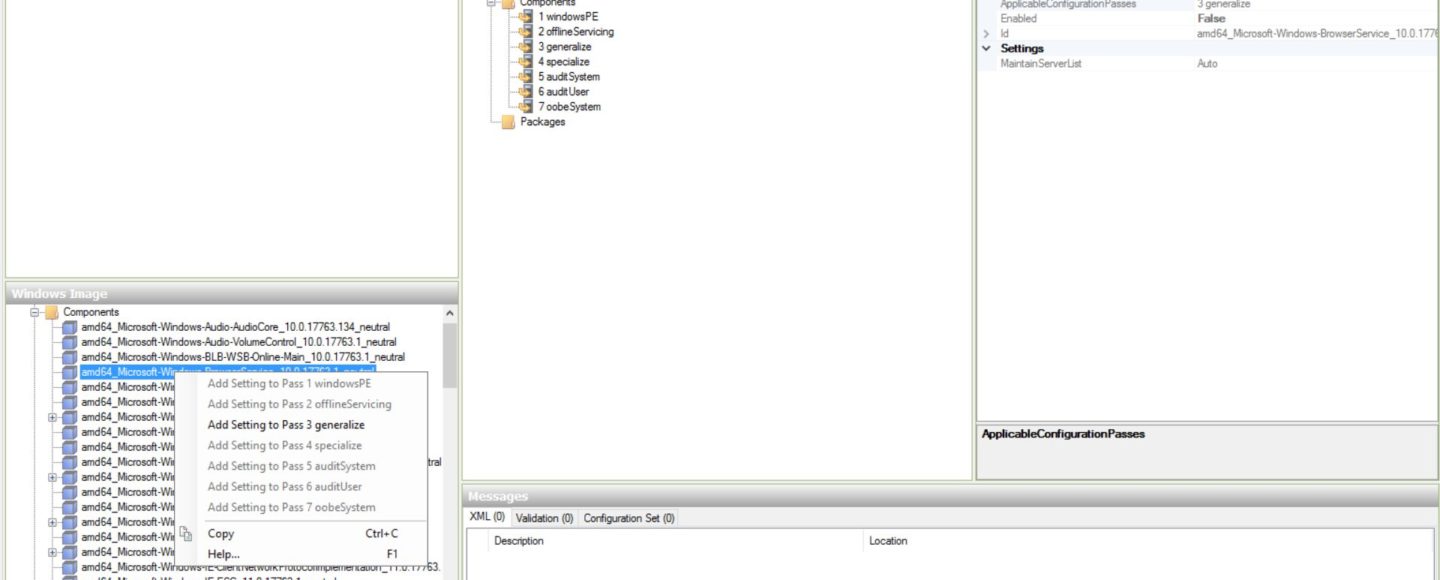 Components
1 windowsPE
2 offlineServicing
3 generalize
4 specialize
5 auditSystem
6 auditUser
7 oobeSystem
Packages
ApplicableConfigurationPasses 3 generalize
Enabled False
Id amd64_Microsoft-Windows-BrowserService_10.0.1776
Settings
MaintainServerList Auto
ApplicableConfigurationPasses
Windows Image
Components
amd64_Microsoft-Windows-Audio-AudioCore_10.0.17763.134_neutral
amd64_Microsoft-Windows-Audio-VolumeControl_10.0.17763.1_neutral
amd64_Microsoft-Windows-BLB-WSB-Online-Main_10.0.17763.1_neutral
amd64_Microsoft-Windows-BrowserService_10.0.17763.1_neutral
amd64_Microsoft-Wi
amd64_Microsoft-Wi
amd64_Microsoft-Wi
amd64_Microsoft-Wi
amd64_Microsoft-Wi
amd64_Microsoft-Wi tral
amd64_Microsoft-Wi
amd64_Microsoft-Wi
amd64_Microsoft-Wi
amd64_Microsoft-Wi
amd64_Microsoft-Wi
amd64_Microsoft-Wi
amd64_Microsoft-Windows-IE-ClientNetworkProtocolImplementation_11.0.17763.
amd64_Microsoft-Windows-IE-ESC_11.0.17763.1_neutral
Add Setting to Pass 1 windowsPE
Add Setting to Pass 2 offlineServicing
Add Setting to Pass 3 generalize
Add Setting to Pass 4 specialize
Add Setting to Pass 5 auditSystem
Add Setting to Pass 6 auditUser
Add Setting to Pass 7 oobeSystem
Copy Ctrl+C
Help... F1
Messages
XML (0) Validation (0) Configuration Set (0)
Description Location